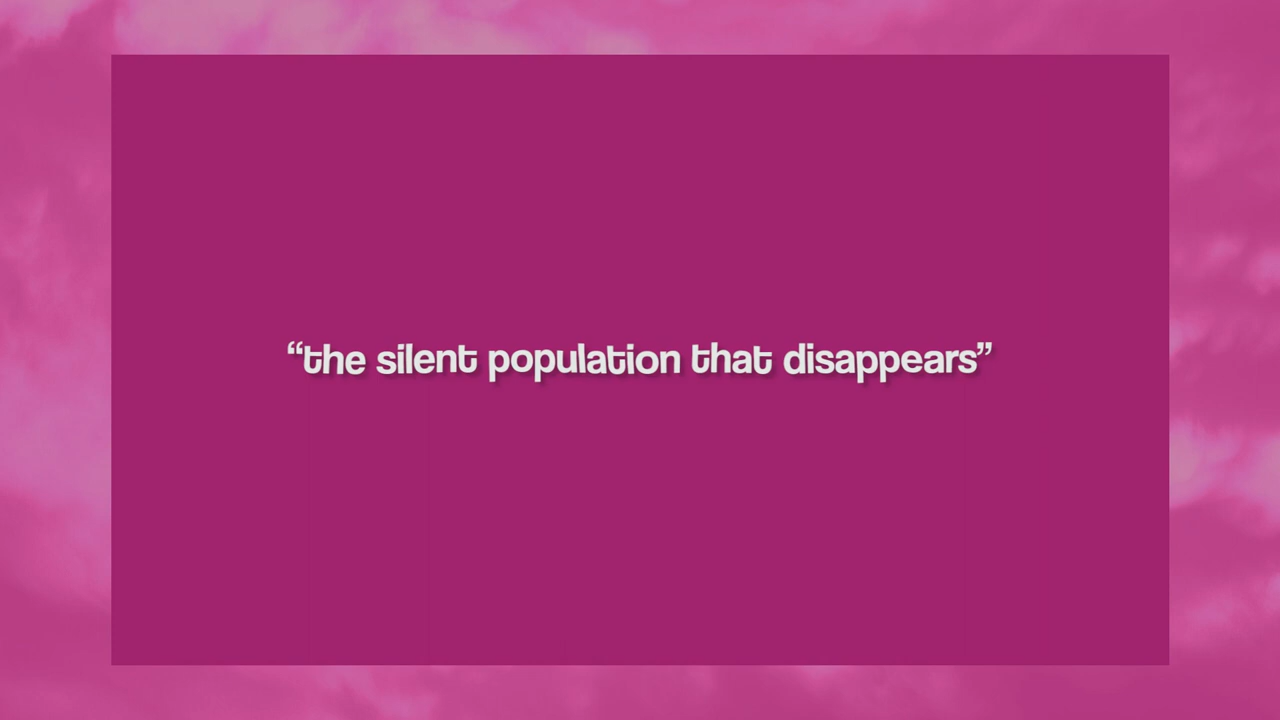 “the silent population that disappears”